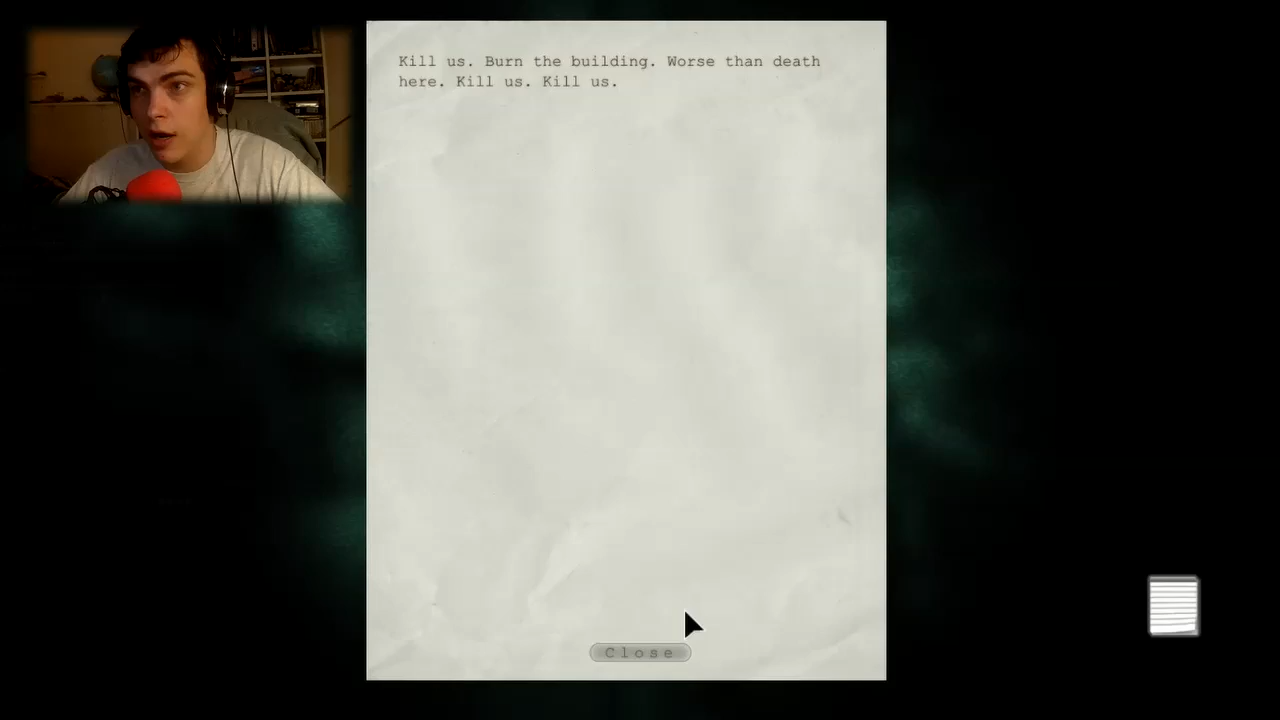 Kill us. Burn the building. Worse than death
here. Kill us. Kill us.
Close